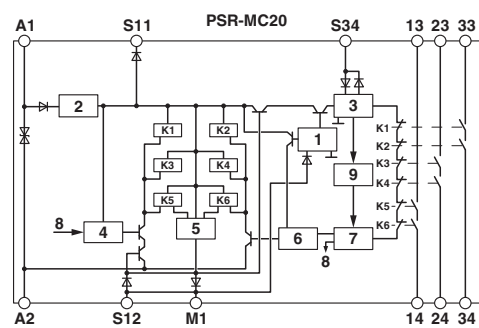 PSR-MC20
A1 S11 S34 13 23 33
2 3
K1 K2 1 K1
K2
K3 K4 9 K3
K4
K5 K6 K5
8 4 5 6 7 K6
8
A2 S12 M1 14 24 34